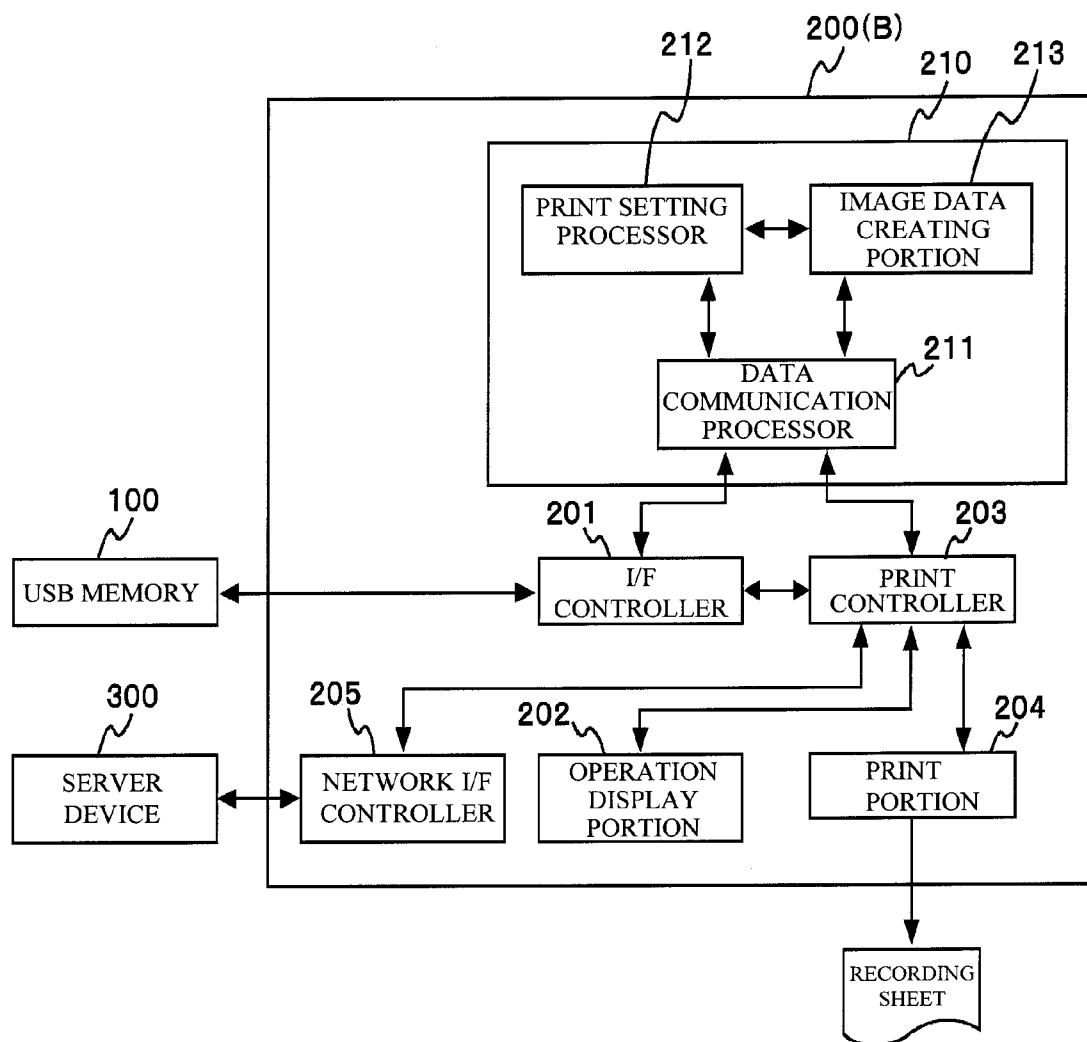 200(B)
212
210
213
PRINT SETTING
PROCESSOR
IMAGE DATA
CREATING
PORTION
211
DATA
COMMUNICATION
PROCESSOR
100
201
203
USB MEMORY
I/F
CONTROLLER
PRINT
CONTROLLER
300
205
202
204
SERVER
DEVICE
NETWORK I/F
CONTROLLER
OPERATION
DISPLAY
PORTION
PRINT
PORTION
RECORDING
SHEET